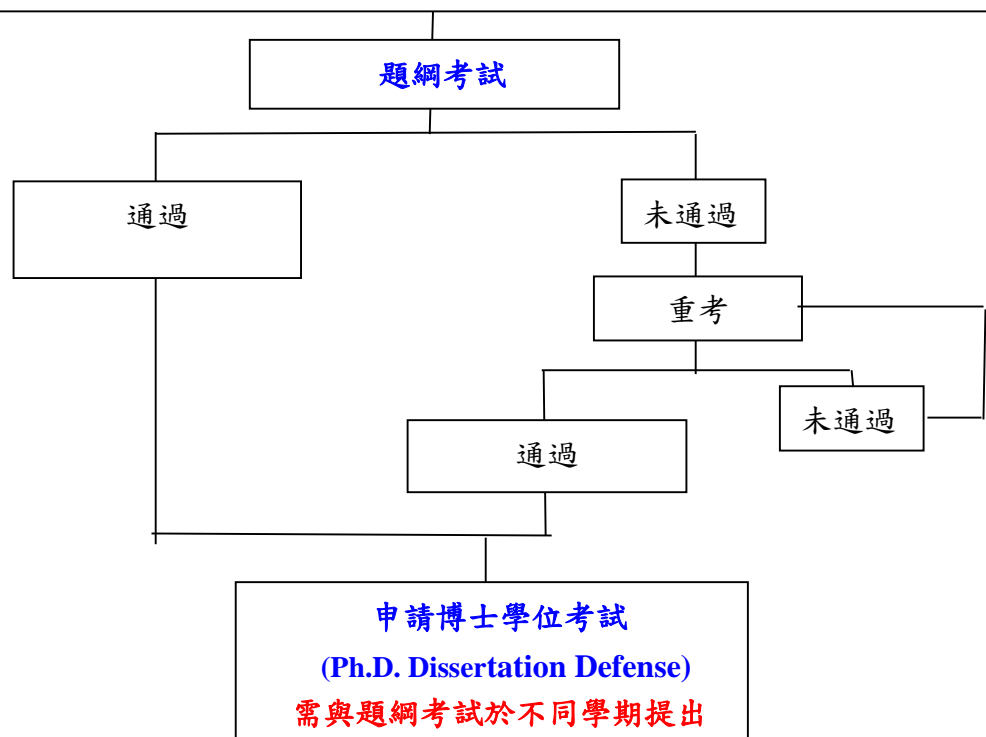 題綱考試
通過
未通過
重考
未通過
通過
申請博士學位考試
(Ph.D. Dissertation Defense)
需與題綱考試於不同學期提出